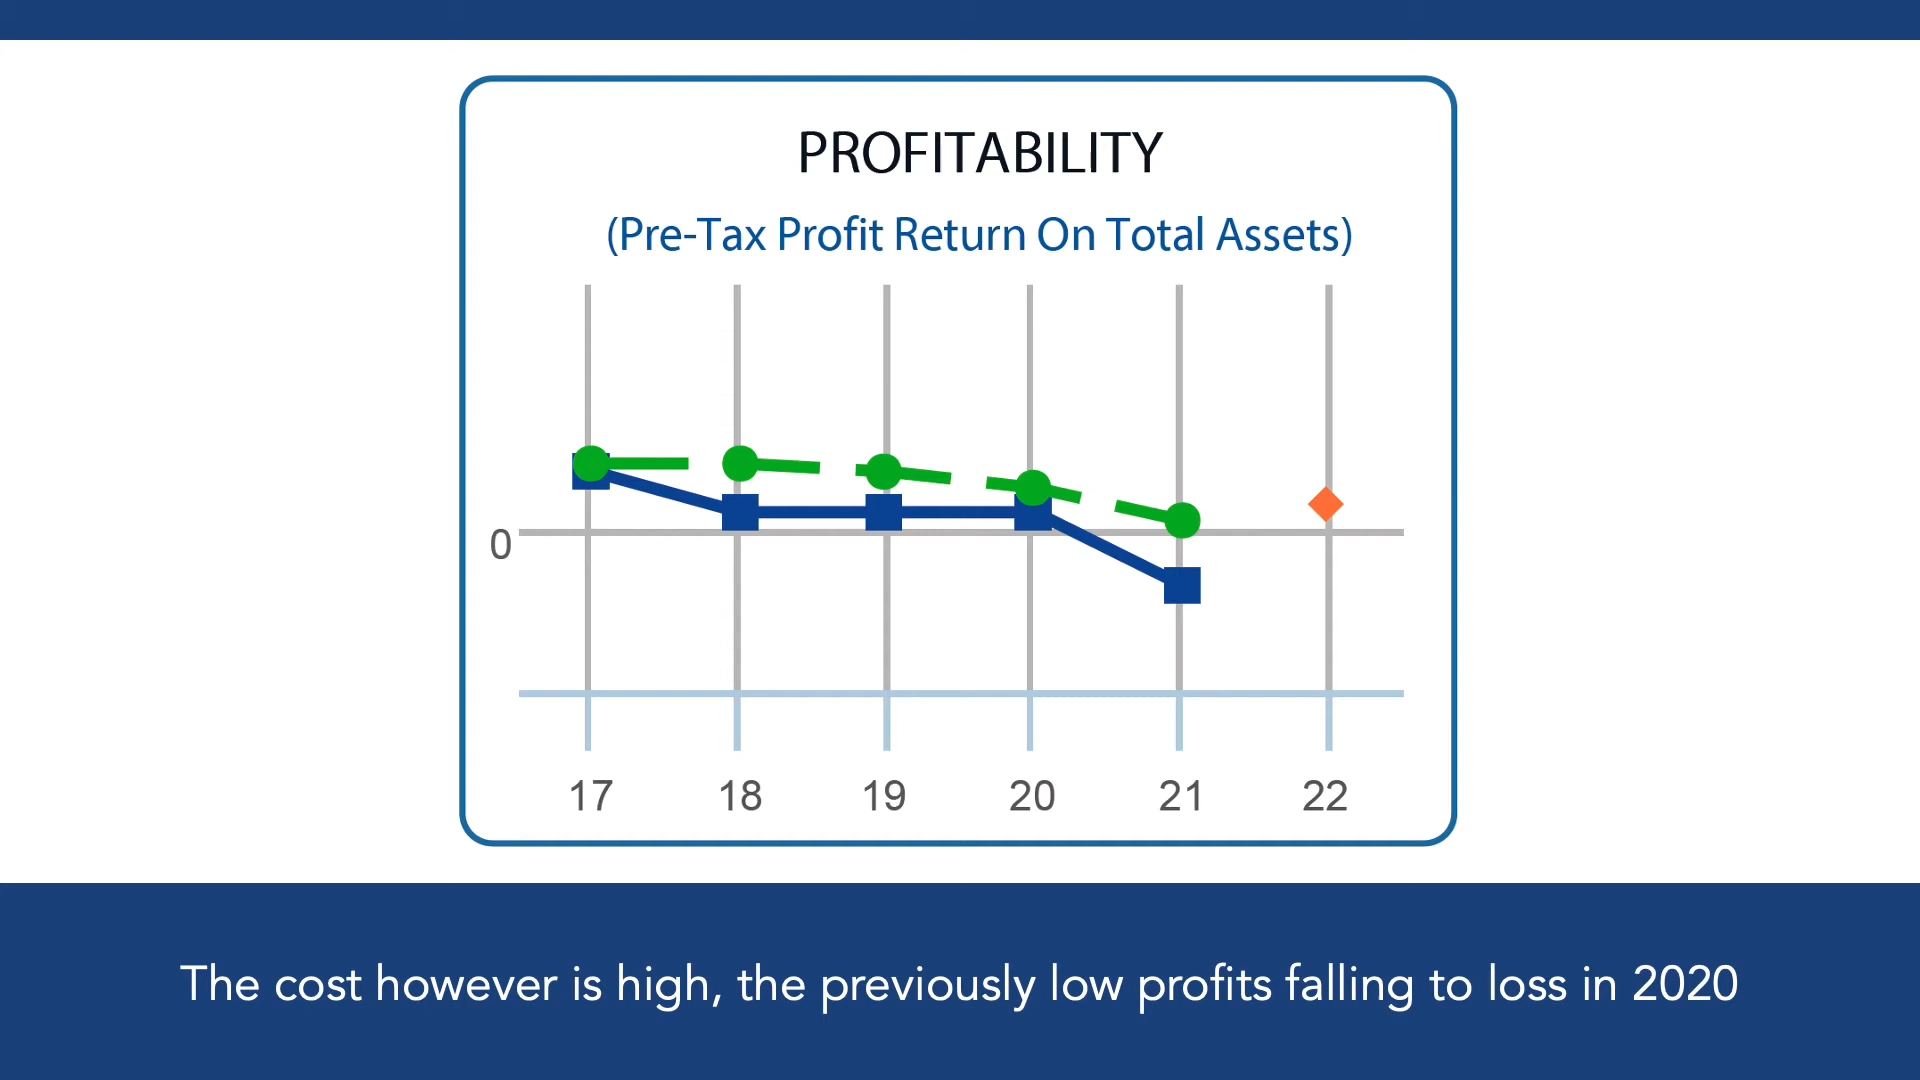 PROFITABILITY
(Pre-Tax Profit Return On Total Assets)
0
17 18 19 20 21 22
The cost however is high, the previously low profits falling to loss in 2020